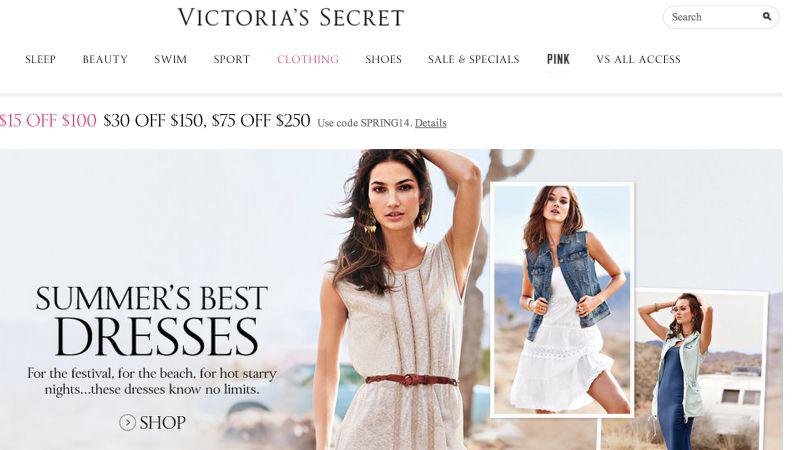 VICTORIA'S SECRET
Search
SLEEP BEAUTY SWIM SPORT CLOTHING SHOES SALE & SPECIALS PINK VS ALL ACCESS
$15 OFF $100 $30 OFF $150, $75 OFF $250 Use code SPRING14. Details
SUMMER'S BEST
DRESSES
For the festival, for the beach, for hot starry
nights...these dresses know no limits.
SHOP